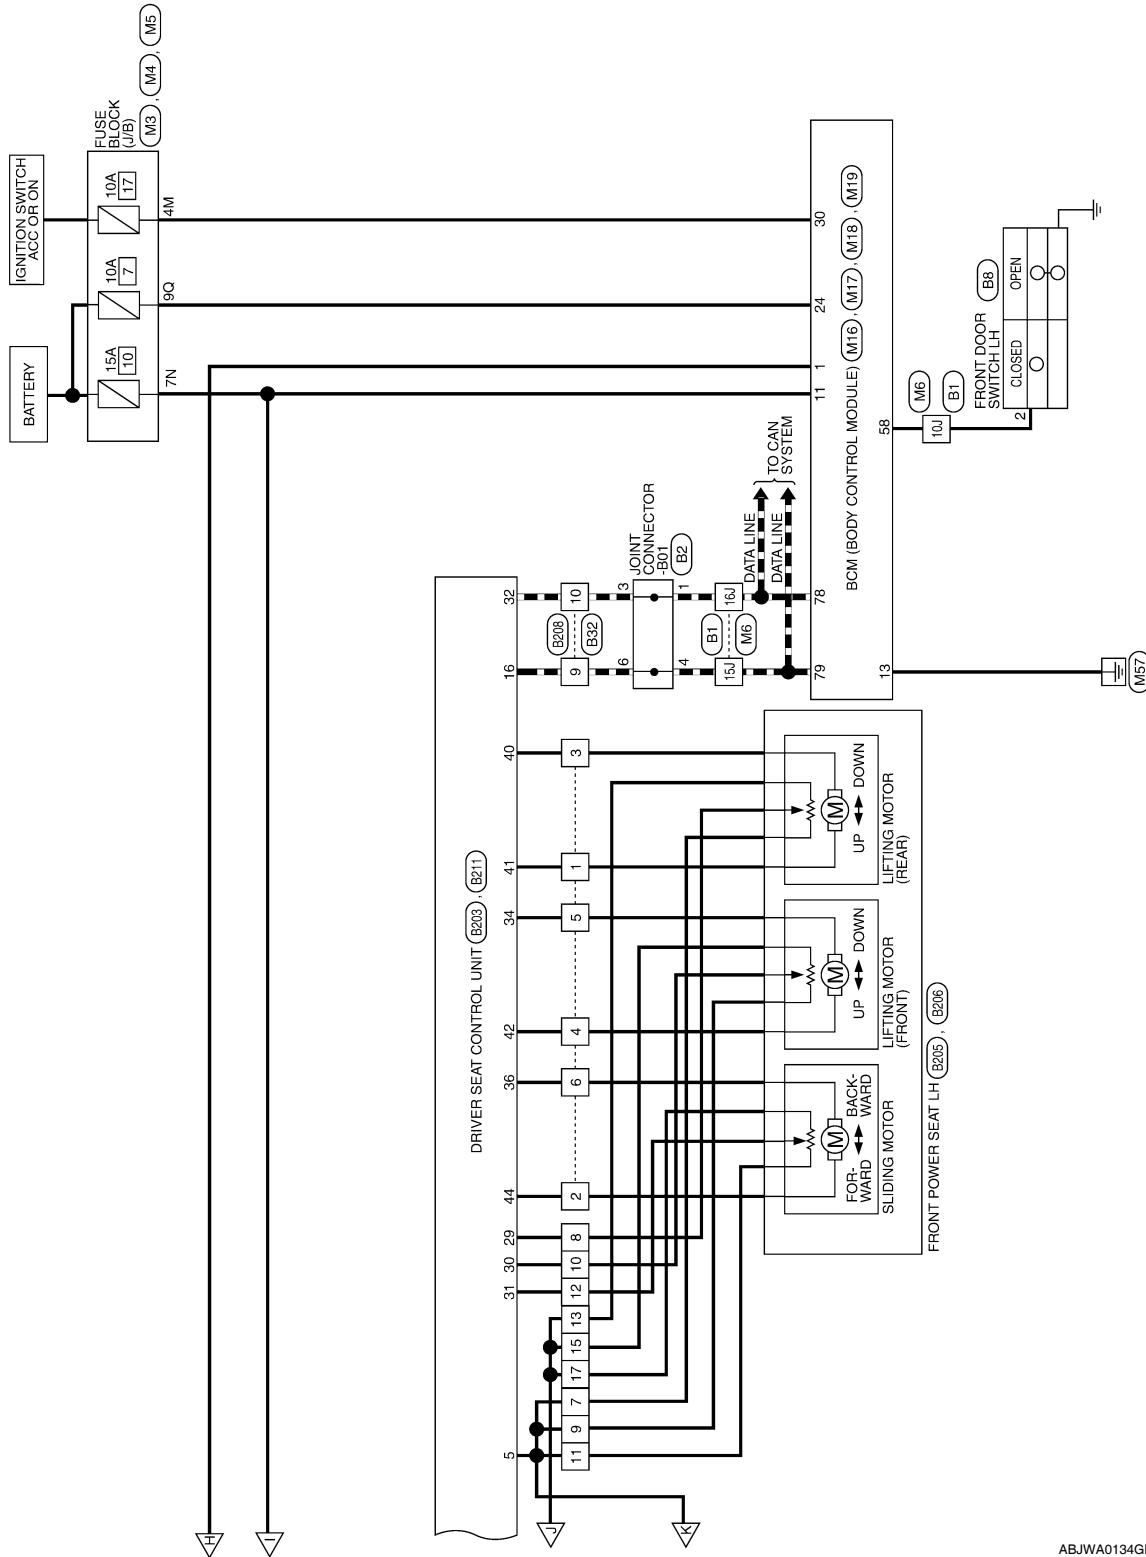 IGNITION SWITCH
ACC OR ON
BATTERY
FUSE
BLOCK
(J/B)
M3 , M4 , M5
10A
17
10A
7
15A
10
4M
9Q
7N
30
24
1
11
BCM (BODY CONTROL MODULE) M16 , M17 , M18 , M19
58
78
79
13
M6
B1
10J
FRONT DOOR
SWITCH LH
B8
CLOSED
OPEN
2
M57
TO CAN
SYSTEM
DATA LINE
DATA LINE
JOINT
CONNECTOR
-B01
B2
3
1
6
4
16J
15J
B1
M6
B208
B32
10
9
32
16
DRIVER SEAT CONTROL UNIT B203 , B211
40
41
34
42
36
44
29
30
31
5
3
1
5
4
6
2
8
10
12
13
15
17
7
9
11
M
UP
DOWN
LIFTING MOTOR
(REAR)
M
UP
DOWN
LIFTING MOTOR
(FRONT)
M
FOR-
WARD
BACK-
WARD
SLIDING MOTOR
FRONT POWER SEAT LH B205 , B206
H
I
J
K